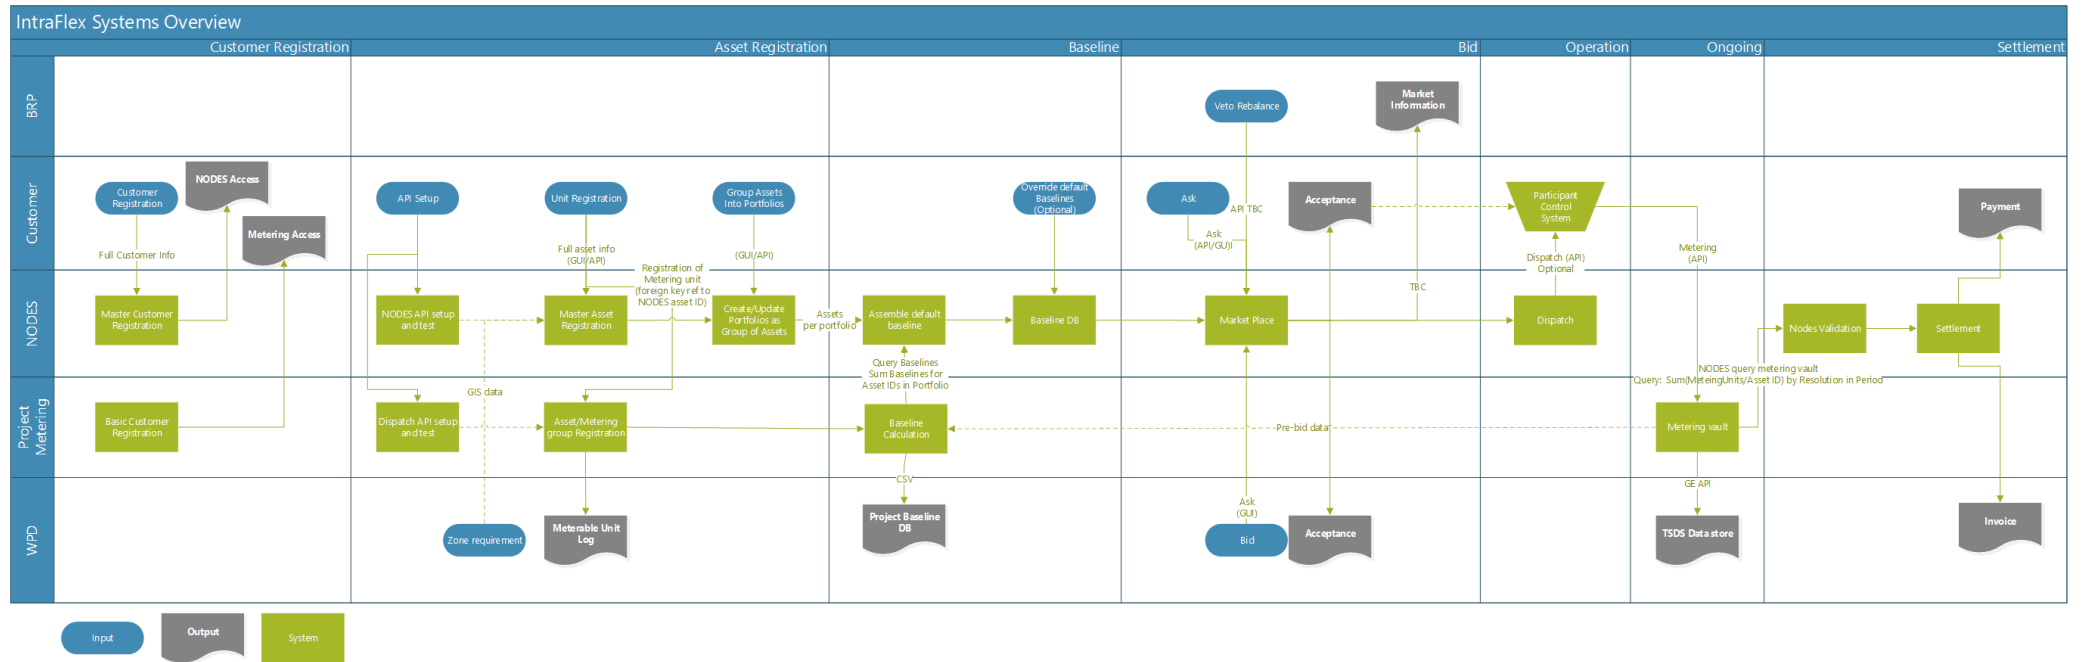 IntraFlex Systems Overview
Customer Registration
Asset Registration
Baseline
Bid
Operation
Ongoing
Settlement
BRP
Veto Rebalance
Market
Information
Customer
Customer
Registration
NODES Access
Metering Access
Full Customer Info
API Setup
Unit Registration
Full asset info
(GUI/API)
Group Assets
Into Portfolios
(GUI/API)
Override default
Baselines
(Optional)
Ask
API TBC
Ask
(API/GU)I
Acceptance
TBC
Participant
Control
System
Dispatch (API)
Optional
Metering
(API)
Payment
NODES
Master Customer
Registration
NODES API setup
and test
Master Asset
Registration
Registration of
Metering unit
(foreign key ref to
NODES asset ID)
Create/Update
Portfolios as
Group of Assets
Assets
per portfolio
Assemble default
baseline
Query Baselines
Sum Baselines for
Asset IDs in Portfolio
Baseline DB
Market Place
Dispatch
Nodes Validation
Settlement
NODES query metering vault
Query: Sum(MeteingUnits/Asset ID) by Resolution in Period
Project
Metering
Basic Customer
Registration
GIS data
Dispatch API setup
and test
Asset/Metering
group Registration
Baseline
Calculation
Pre-bid data
Metering vault
CSV
GE API
WPD
Zone requirement
Meterable Unit
Log
Project Baseline
DB
Ask
(GUI)
Bid
Acceptance
TSDS Datastore
Invoice
Input
Output
System